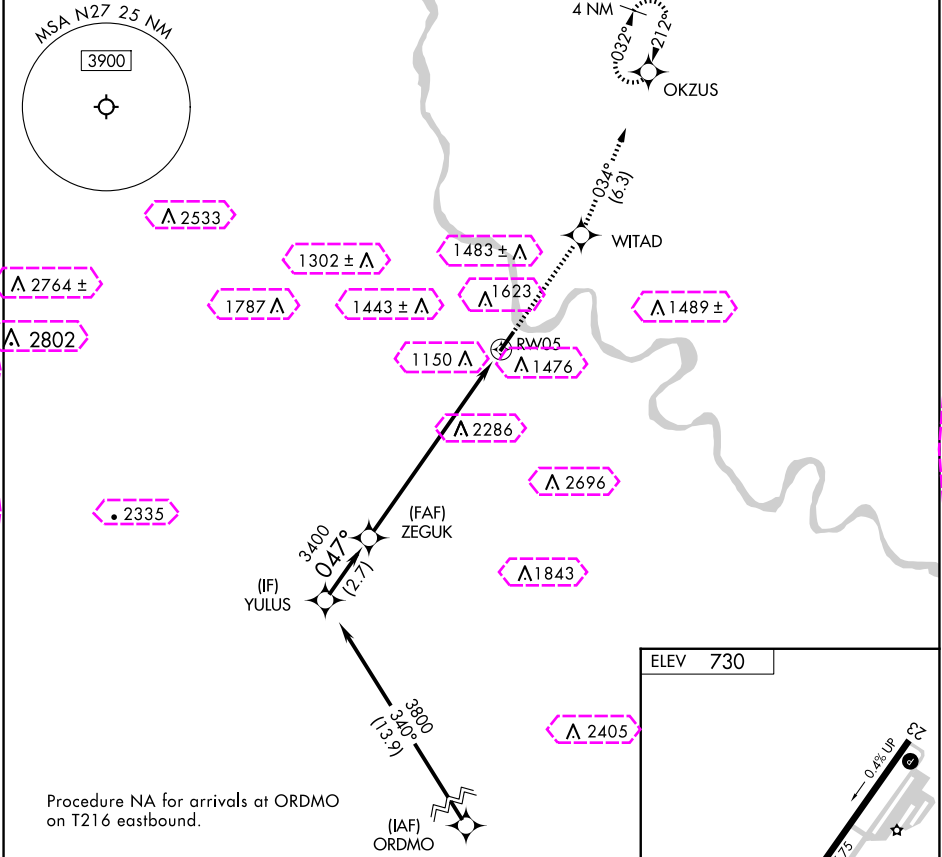 MSA N27 25 NM
3900
4 NM
032°
212°
OKZUS
034°
(6.3)
WITAD
2533
1302 ±
1483 ±
2764 ±
1787
1443 ±
1623
1489 ±
2802
1150
RW05
1476
2286
2696
2335
(FAF)
ZEGUK
3400
047°
(2.7)
1843
(IF)
YULUS
ELEV 730
3800
340°
(13.9)
2405
23
0.4% UP
P
Procedure NA for arrivals at ORDMO
on T216 eastbound.
(IAF)
ORDMO